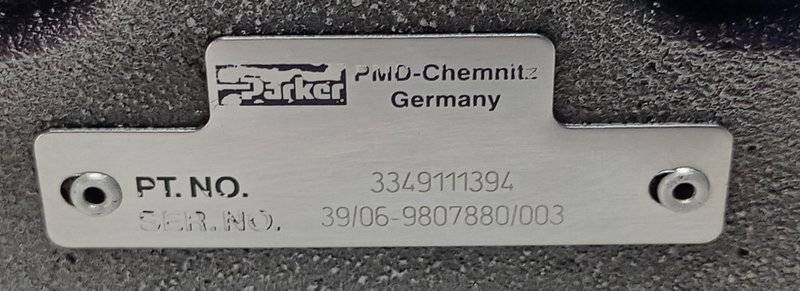 Parker PMD-Chemnitz
Germany
PT. NO. 3349111394
SER. NO. 39/06-9807880/003